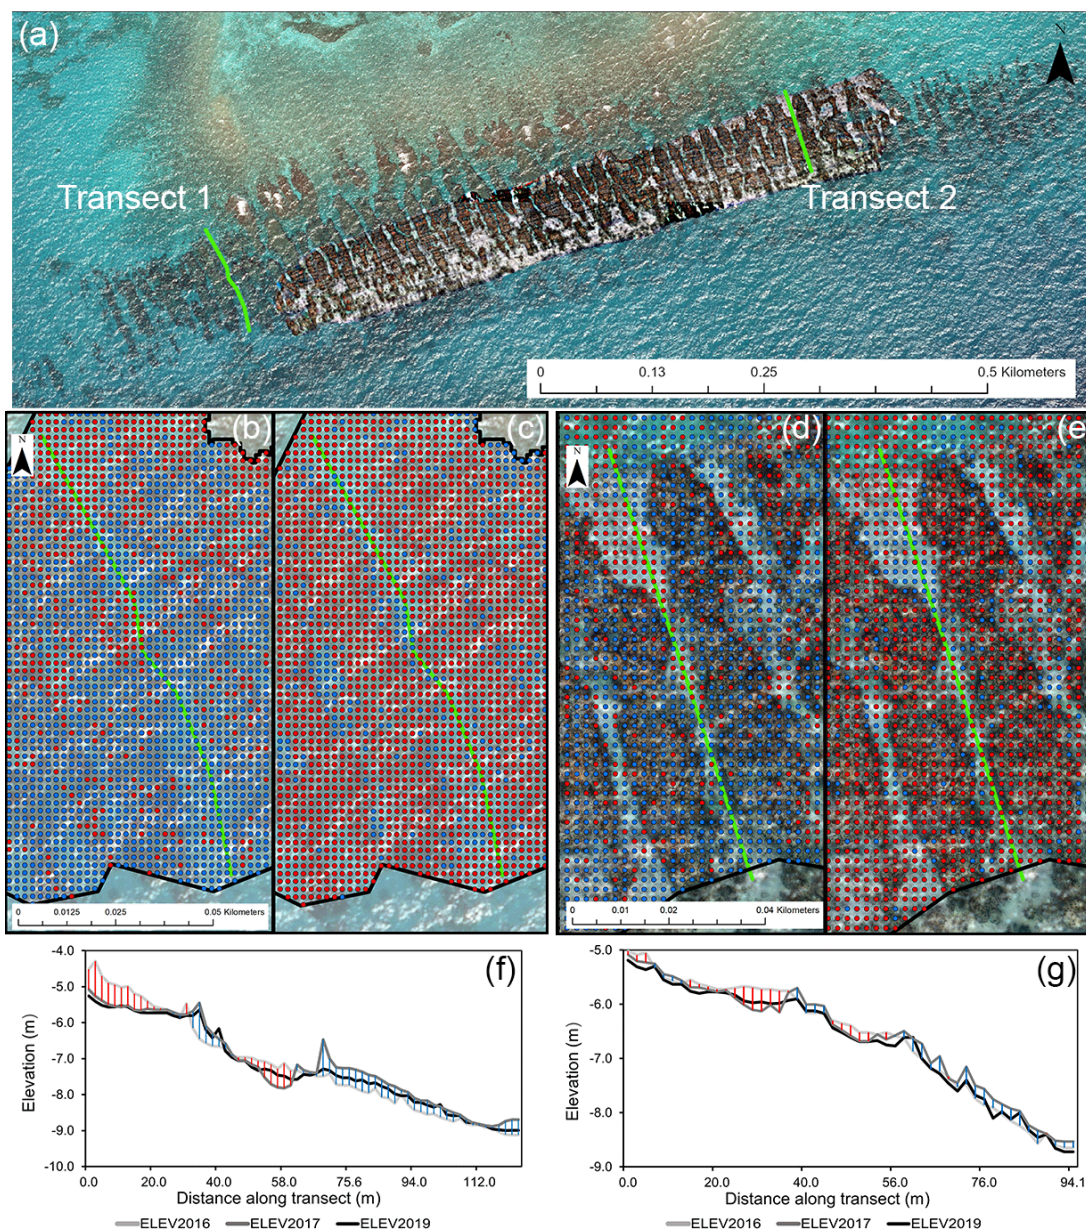 (a)
N
Transect 1
Transect 2
0 0.13 0.25 0.5 Kilometers
(b)
(c)
(d)
(e)
N
N
0 0.0125 0.025 0.05 Kilometers
0 0.01 0.02 0.04 Kilometers
(f)
-4.0
-5.0
-6.0
-7.0
-8.0
-9.0
-10.0
Elevation (m)
0.0 20.0 40.0 58.0 75.6 93.6 112.0
Distance along transect (m)
ELEV2016 ELEV2017 ELEV2019
(g)
-5.0
-6.0
-7.0
-8.0
-9.0
Elevation (m)
0.0 20.0 40.0 56.0 76.0 94.1
Distance along transect (m)
ELEV2016 ELEV2017 ELEV2019